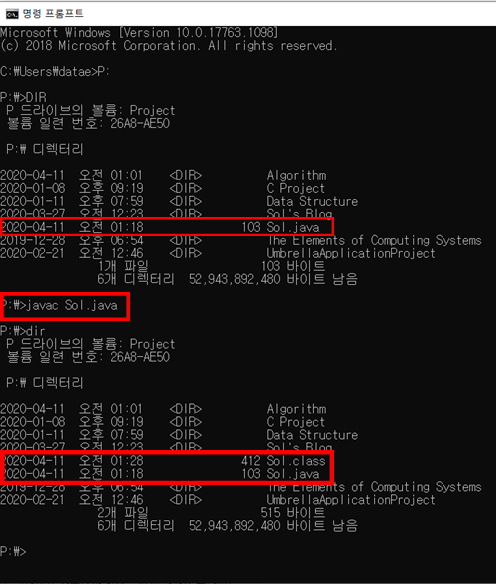 명령 프롬프트
Microsoft Windows [Version 10.0.17763.1098]
(c) 2018 Microsoft Corporation. All rights reserved.
C:₩Users₩datae>P:
P:₩>DIR
P 드라이브의 볼륨: Project
볼륨 일련 번호: 26A8-AE50
P:₩ 디렉터리
2020-04-11 오전 01:01 <DIR> Algorithm
2020-01-08 오후 09:19 <DIR> C Project
2020-01-11 오후 07:59 <DIR> Data Structure
2020-03-27 오전 12:23 <DIR> Sol's Blog
2020-04-11 오전 01:18 103 Sol.java
2019-12-28 오후 06:54 <DIR> The Elements of Computing Systems
2020-02-21 오전 12:46 <DIR> UmbrellaApplicationProject
1개 파일 103 바이트
6개 디렉터리 52,943,892,480 바이트 남음
P:₩>javac Sol.java
P:₩>dir
P 드라이브의 볼륨: Project
볼륨 일련 번호: 26A8-AE50
P:₩ 디렉터리
2020-04-11 오전 01:01 <DIR> Algorithm
2020-01-08 오후 09:19 <DIR> C Project
2020-01-11 오후 07:59 <DIR> Data Structure
2020-03-27 오전 12:23 <DIR> Sol's Blog
2020-04-11 오전 01:28 412 Sol.class
2020-04-11 오전 01:18 103 Sol.java
2019-12-28 오후 06:54 <DIR> The Elements of Computing Systems
2020-02-21 오전 12:46 <DIR> UmbrellaApplicationProject
2개 파일 515 바이트
6개 디렉터리 52,943,892,480 바이트 남음
P:₩>